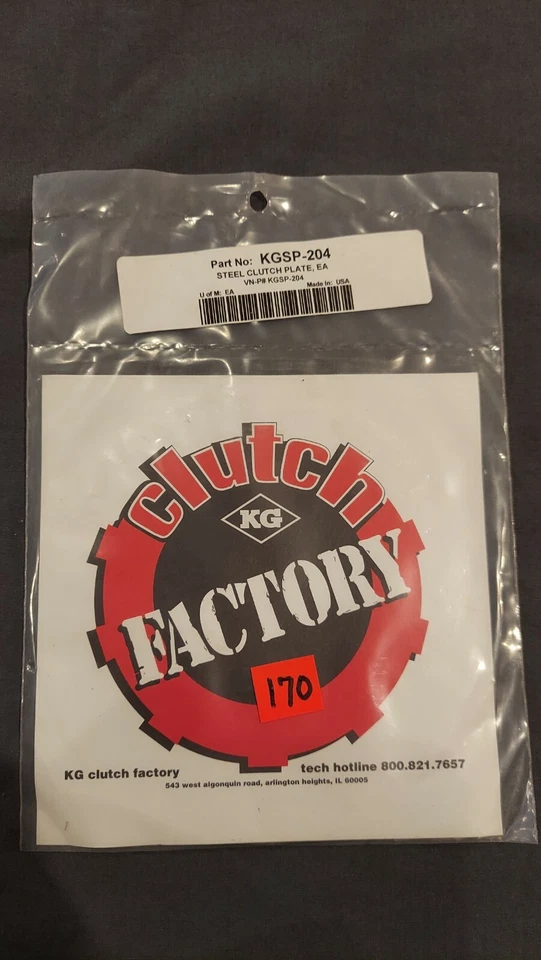 Part No: KGSP-204
STEEL CLUTCH PLATE, EA
VN-P# KGSP-204
U of M: EA Made In: USA
clutch
KG
FACTORY
170
KG clutch factory tech hotline 800.821.7657
543 west algonquin road, arlington heights, IL 60005